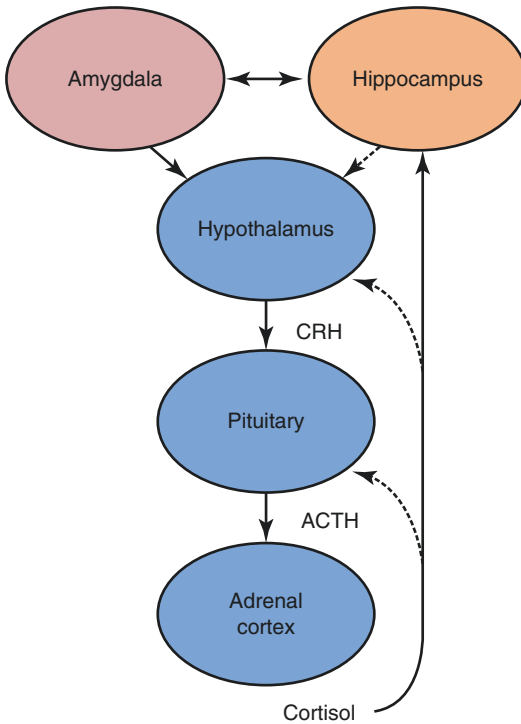 Amygdala
Hippocampus
Hypothalamus
CRH
Pituitary
ACTH
Adrenal
cortex
Cortisol